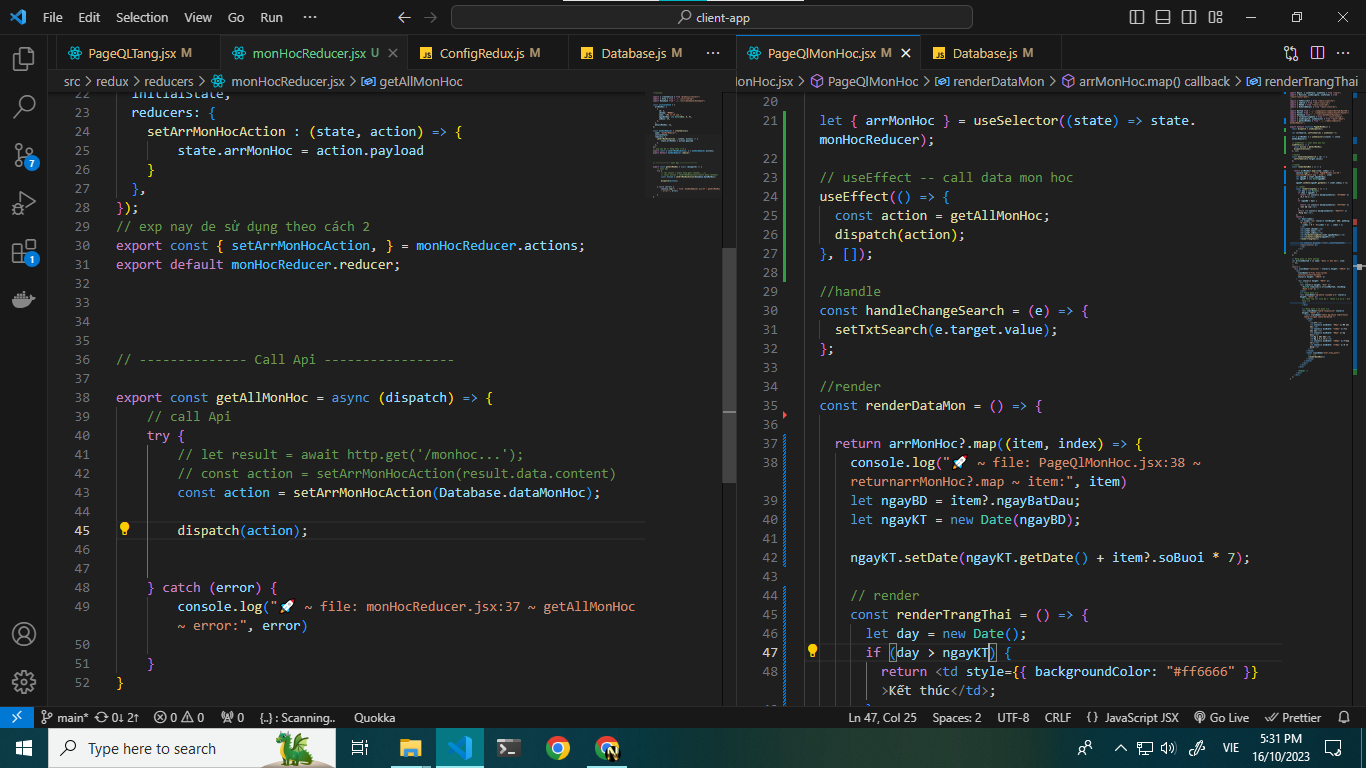 File Edit Selection View Go Run ··· client-app
PageQLTang.jsx M monHocReducer.jsx U ConfigRedux.js M Database.js M ···
src > redux > reducers > monHocReducer.jsx > getAllMonHoc
22 initialState,
23 reducers: {
24 setArrMonHocAction : (state, action) => {
25 state.arrMonHoc = action.payload
26 }
27 },
28 });
29 // exp nay de sử dụng theo cách 2
30 export const { setArrMonHocAction, } = monHocReducer.actions;
31 export default monHocReducer.reducer;
32
33
34
35
36 // -------------- Call Api -----------------
37
38 export const getAllMonHoc = async (dispatch) => {
39 // call Api
40 try {
41 // let result = await http.get('/monhoc...');
42 // const action = setArrMonHocAction(result.data.content)
43 const action = setArrMonHocAction(Database.dataMonHoc);
44
45 dispatch(action);
46
47
48 } catch (error) {
49 console.log("🚀 ~ file: monHocReducer.jsx:37 ~ getAllMonHoc
~ error:", error)
50
51 }
52 }
PageQlMonHoc.jsx M Database.js M ···
lonHoc.jsx > PageQlMonHoc > renderDataMon > arrMonHoc.map() callback > renderTrangThai
20
21 let { arrMonHoc } = useSelector((state) => state.
monHocReducer);
22
23 // useEffect -- call data mon hoc
24 useEffect(() => {
25 const action = getAllMonHoc;
26 dispatch(action);
27 }, []);
28
29 //handle
30 const handleChangeSearch = (e) => {
31 setTxtSearch(e.target.value);
32 };
33
34 //render
35 const renderDataMon = () => {
36
37 return arrMonHoc?.map((item, index) => {
38 console.log("🚀 ~ file: PageQlMonHoc.jsx:38 ~
returnarrMonHoc?.map ~ item:", item)
39 let ngayBD = item?.ngayBatDau;
40 let ngayKT = new Date(ngayBD);
41
42 ngayKT.setDate(ngayKT.getDate() + item?.soBuoi * 7);
43
44 // render
45 const renderTrangThai = () => {
46 let day = new Date();
47 if (day > ngayKT) {
48 return <td style={{ backgroundColor: "#ff6666" }}
>Kết thúc</td>;
7
1
main* 0↓ 2↑ 0 0 0 {..} : Scanning.. Quokka Ln 47, Col 25 Spaces: 2 UTF-8 CRLF {} JavaScript JSX Go Live Prettier
Type here to search VIE 5:31 PM
16/10/2023